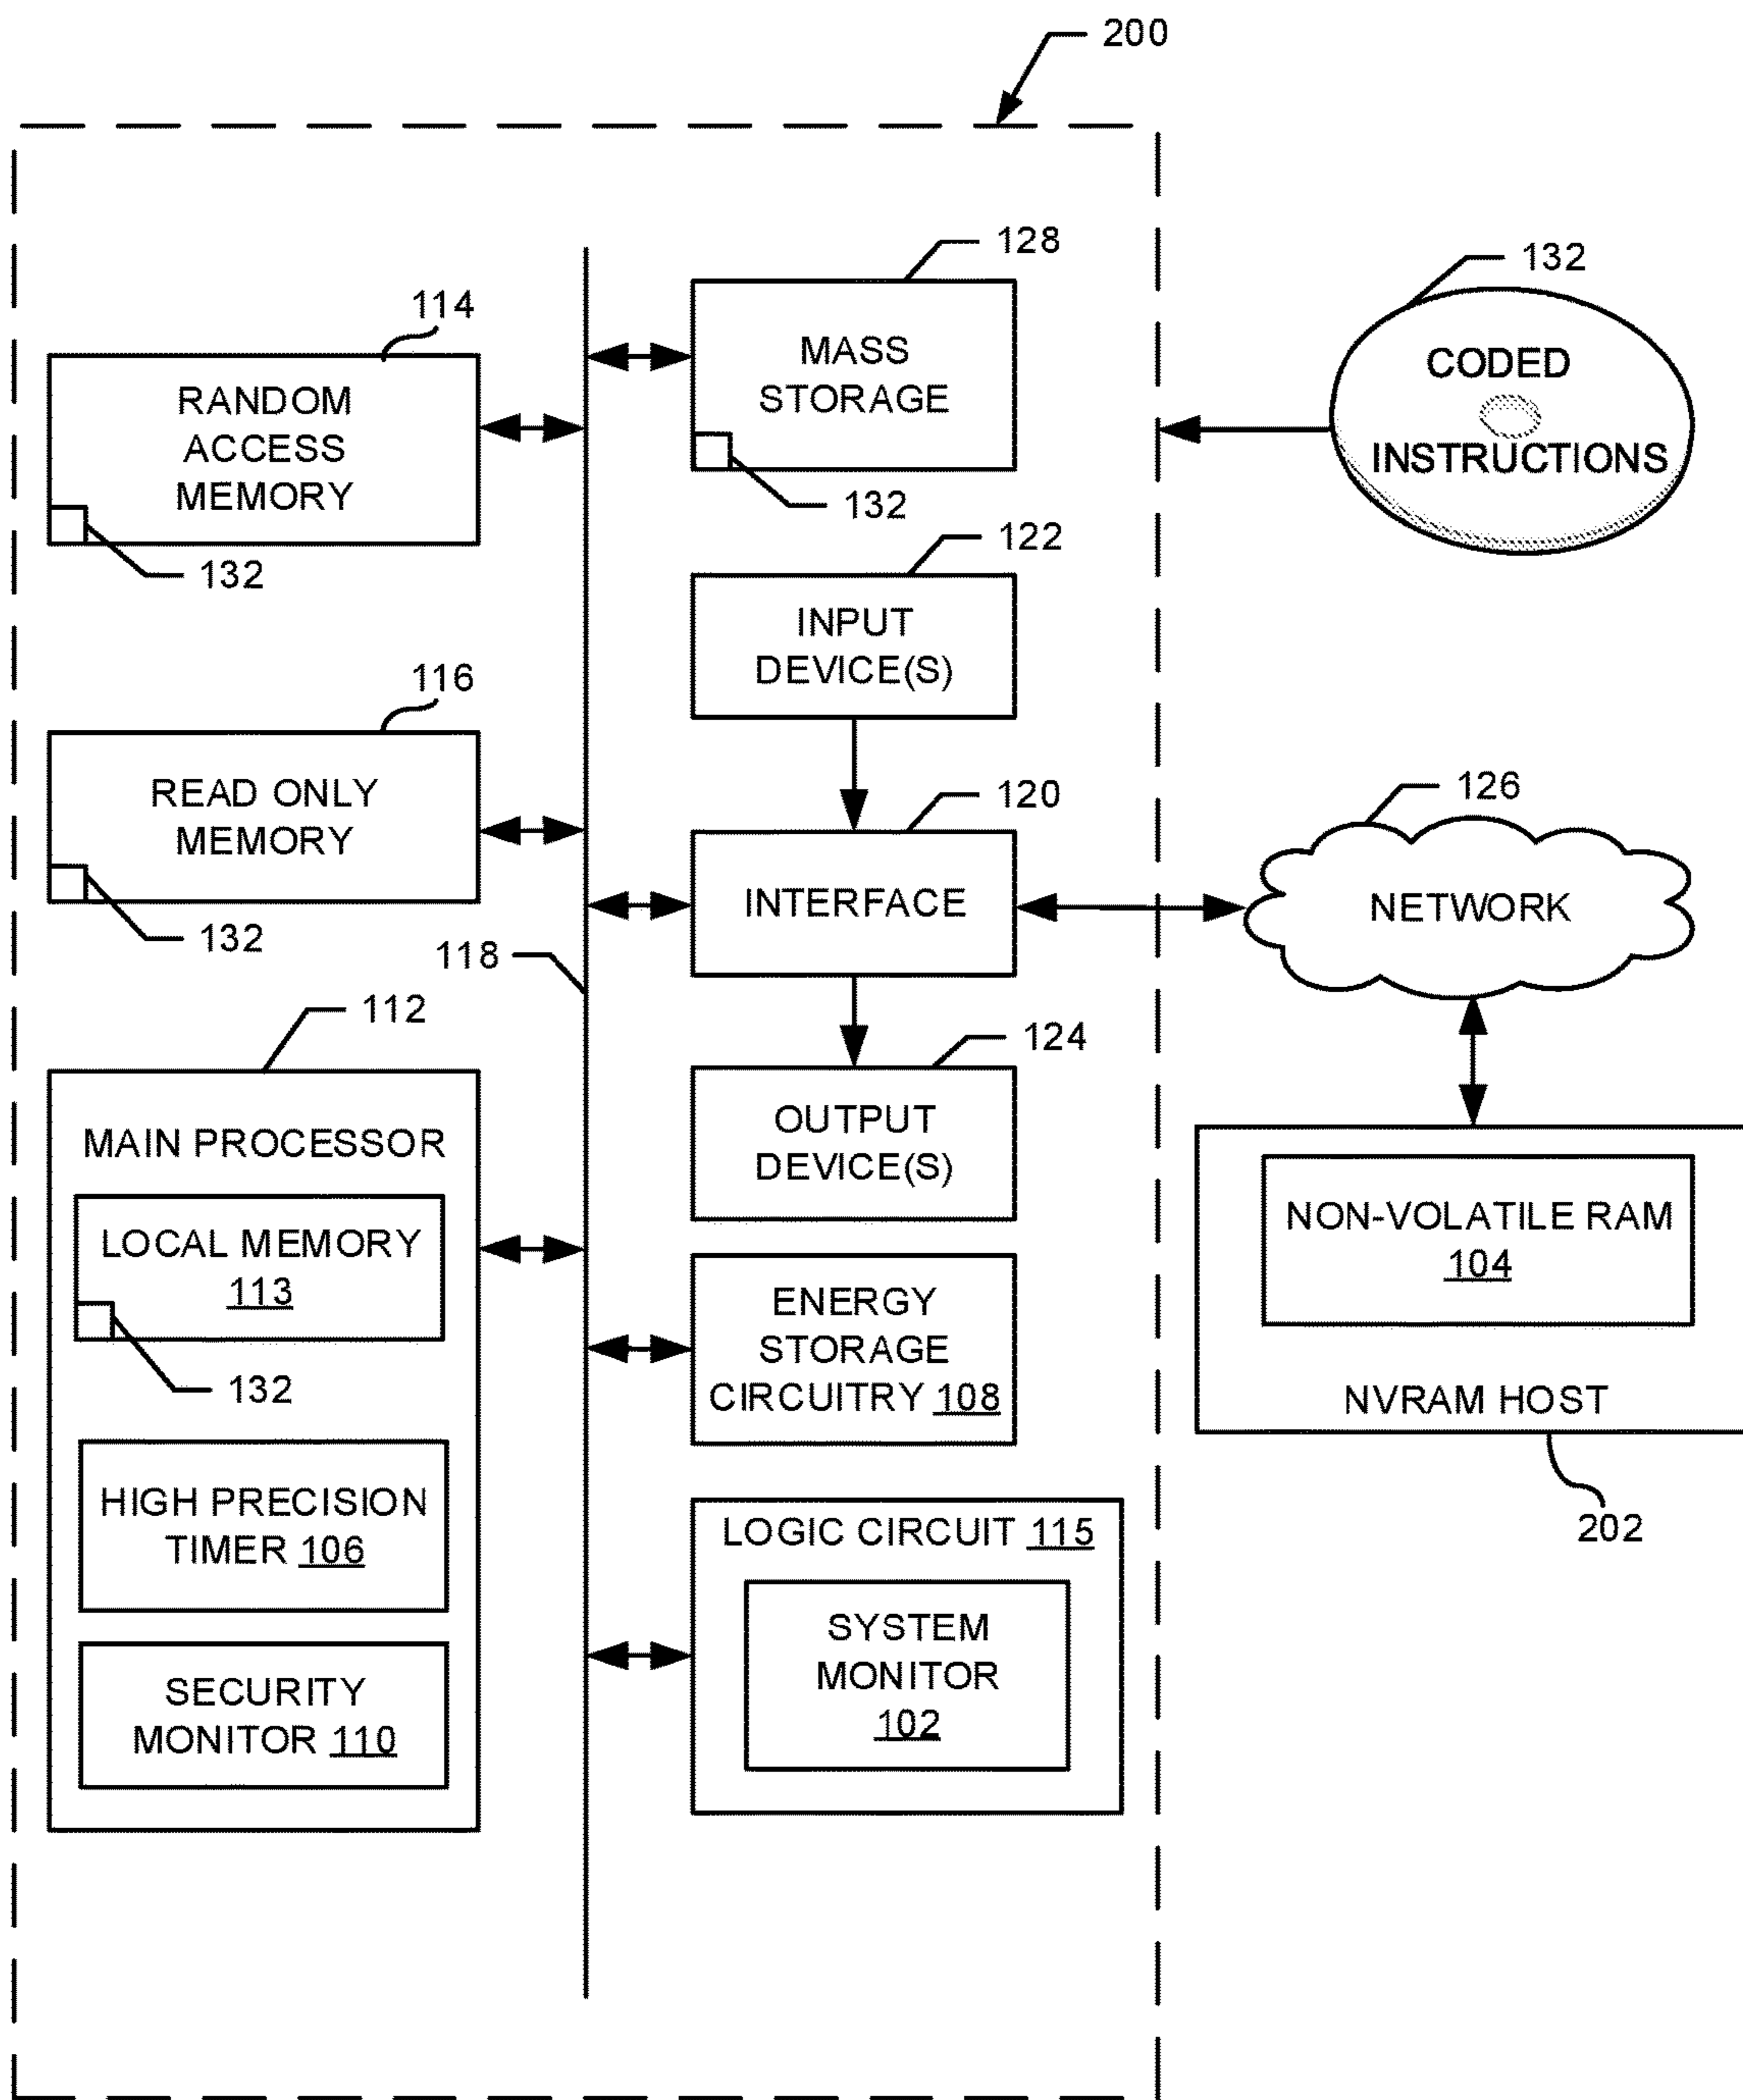 200
128
MASS
STORAGE
132
114
RANDOM
ACCESS
MEMORY
132
122
INPUT
DEVICE(S)
116
READ ONLY
MEMORY
132
120
INTERFACE
118
112
MAIN PROCESSOR
LOCAL MEMORY
113
132
HIGH PRECISION
TIMER 106
SECURITY
MONITOR 110
124
OUTPUT
DEVICE(S)
ENERGY
STORAGE
CIRCUITRY 108
LOGIC CIRCUIT 115
SYSTEM
MONITOR
102
132
CODED
INSTRUCTIONS
126
NETWORK
NON-VOLATILE RAM
104
NVRAM HOST
202